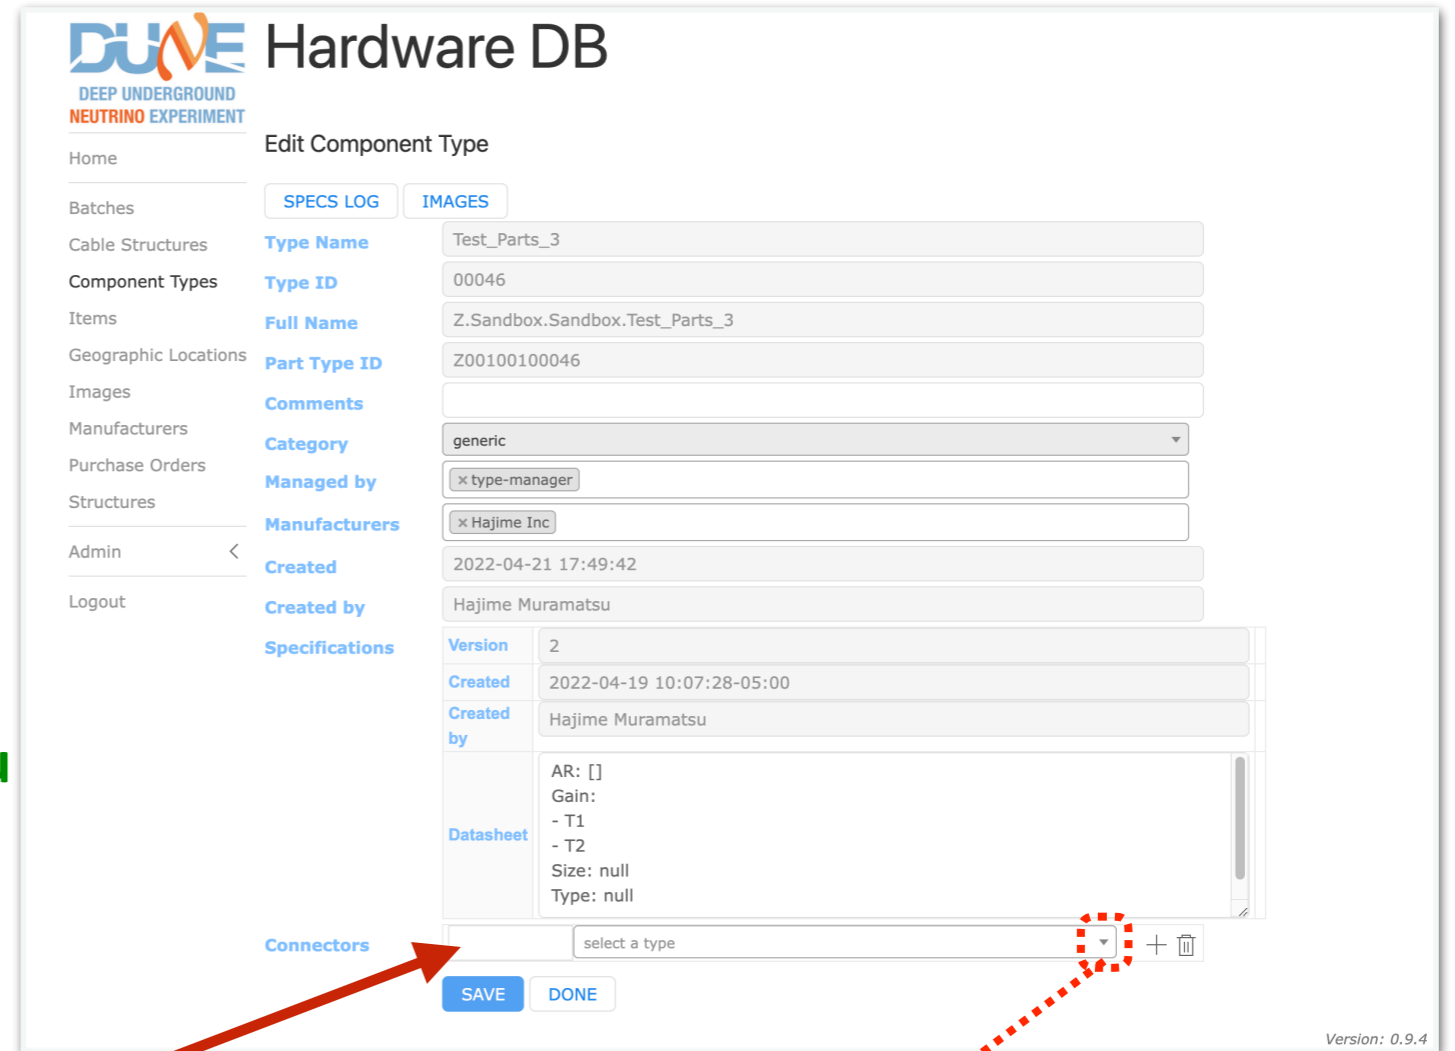 DUNE
DEEP UNDERGROUND
NEUTRINO EXPERIMENT
Hardware DB
Home
Batches
Cable Structures
Component Types
Items
Geographic Locations
Images
Manufacturers
Purchase Orders
Structures
Admin
Logout
Edit Component Type
SPECS LOG IMAGES
Type Name Test_Parts_3
Type ID 00046
Full Name Z.Sandbox.Sandbox.Test_Parts_3
Part Type ID Z00100100046
Comments
Category generic
Managed by × type-manager
Manufacturers × Hajime Inc
Created 2022-04-21 17:49:42
Created by Hajime Muramatsu
Specifications
Version 2
Created 2022-04-19 10:07:28-05:00
Created by Hajime Muramatsu
Datasheet
AR: []
Gain:
- T1
- T2
Size: null
Type: null
Connectors select a type
SAVE DONE
Version: 0.9.4